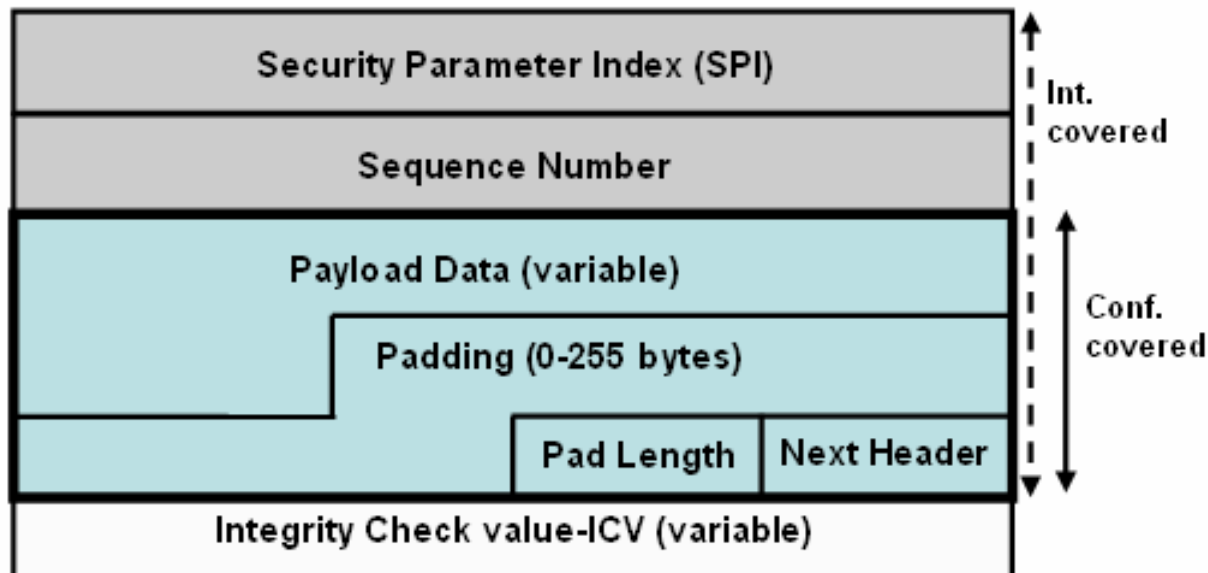 Security Parameter Index (SPI)
Int.
covered
Sequence Number
Payload Data (variable)
Conf.
covered
Padding (0-255 bytes)
Pad Length
Next Header
Integrity Check value-ICV (variable)